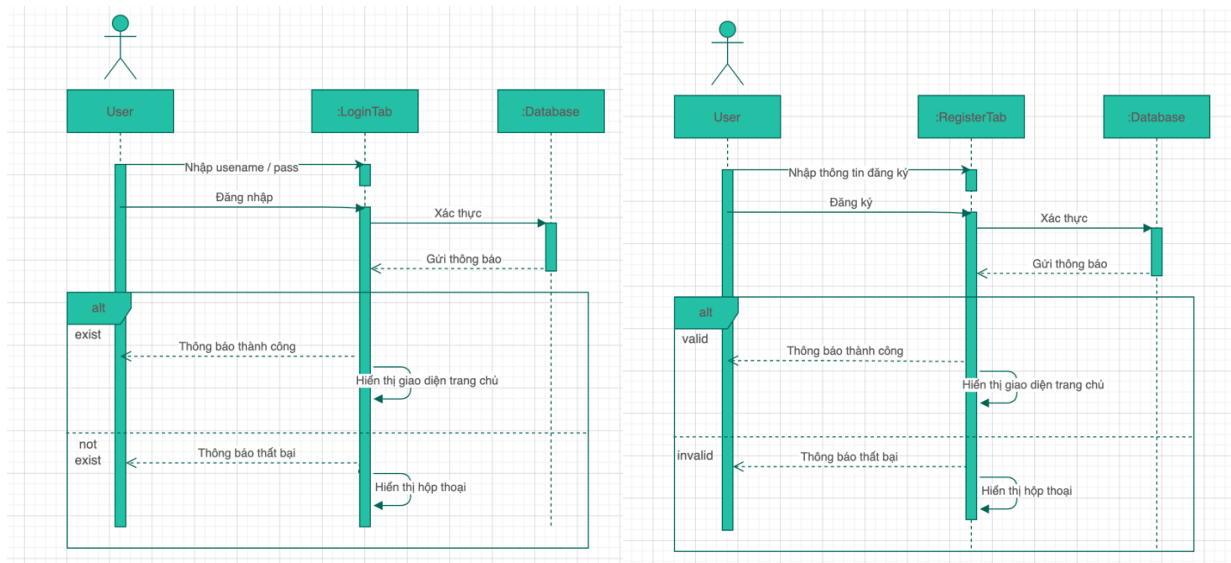 User
:LoginTab
:Database
Nhập usename / pass
Đăng nhập
Xác thực
Gửi thông báo
alt
exist
Thông báo thành công
Hiển thị giao diện trang chủ
not
exist
Thông báo thất bại
Hiển thị hộp thoại
User
:RegisterTab
:Database
Nhập thông tin đăng ký
Đăng ký
Xác thực
Gửi thông báo
alt
valid
Thông báo thành công
Hiển thị giao diện trang chủ
invalid
Thông báo thất bại
Hiển thị hộp thoại